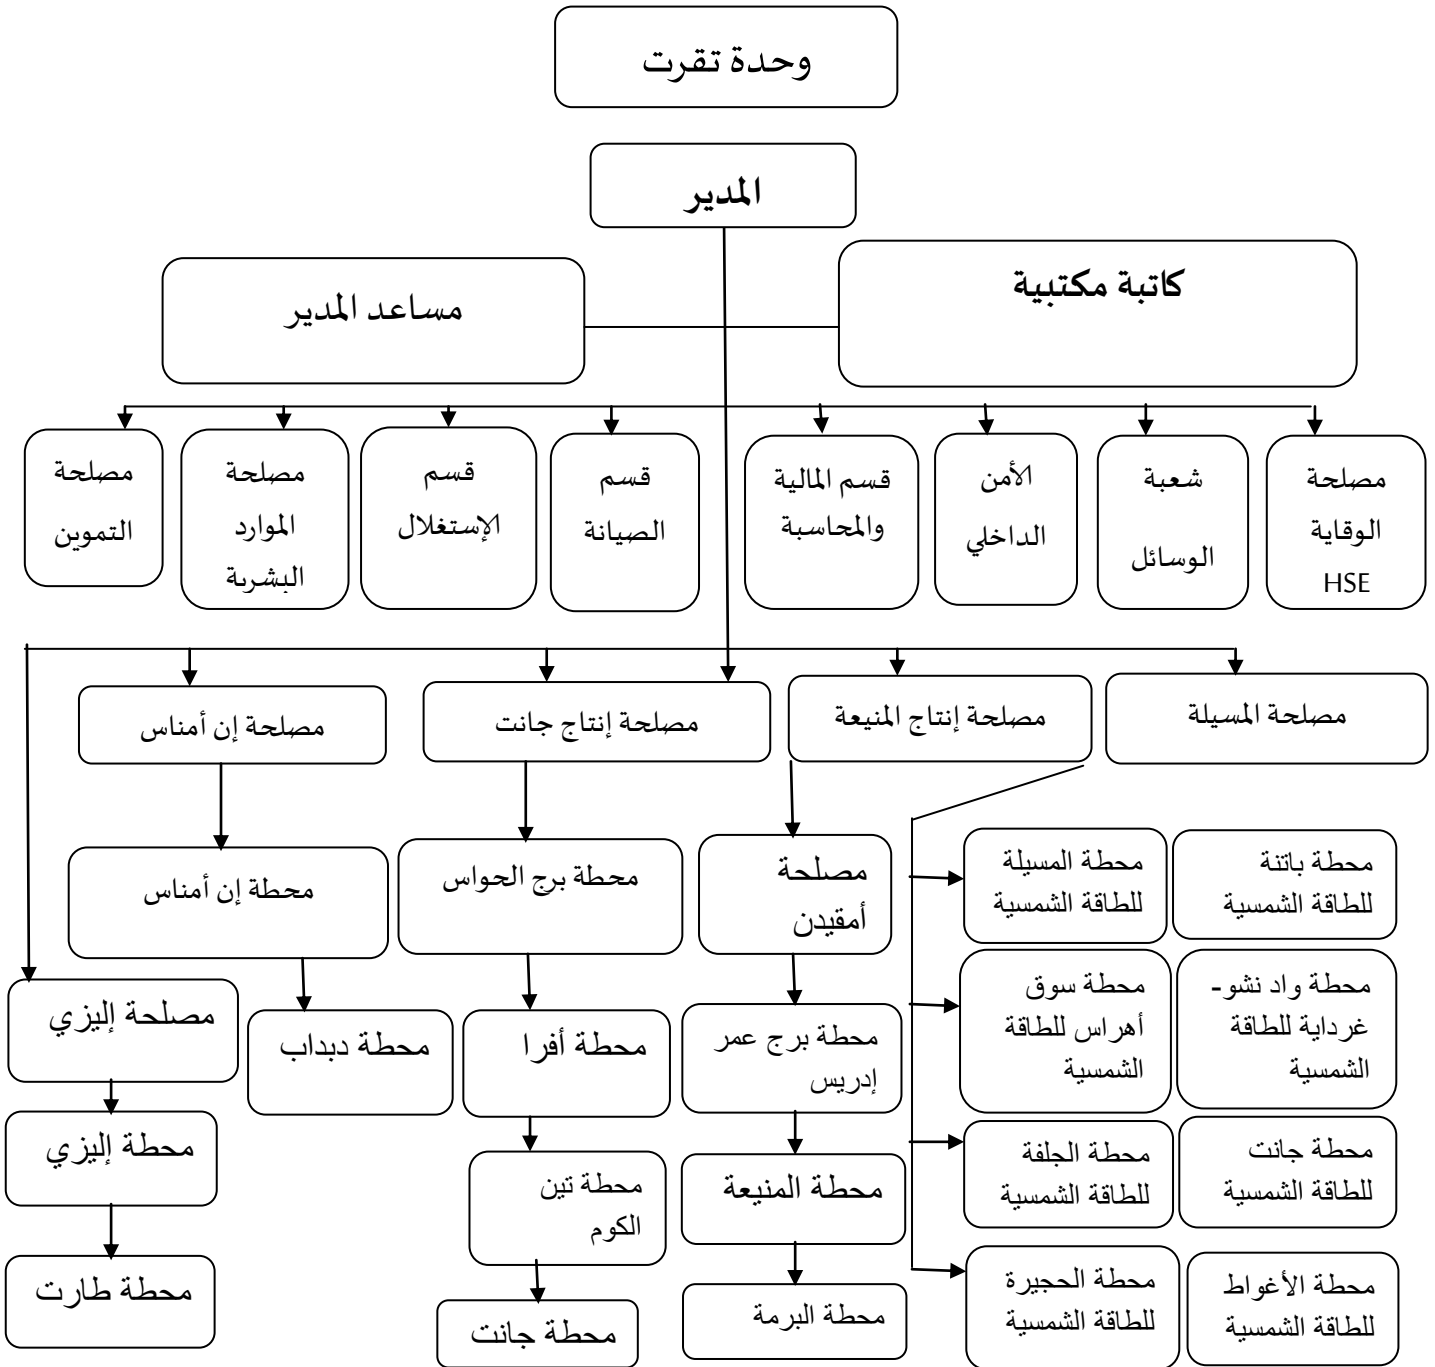 وحدة تقرت
المدير
كاتبة مكتبية
مساعد المدير
مصلحة
الوقاية
HSE
شعبة
الوسائل
الأمن
الداخلي
قسم المالية
والمحاسبة
قسم
الصيانة
قسم
الإستغلال
مصلحة
الموارد
البشرية
مصلحة
التموين
مصلحة المسيلة
مصلحة إنتاج المنيعة
مصلحة إنتاج جانت
مصلحة إن أمناس
محطة باتنة
للطاقة الشمسية
محطة المسيلة
للطاقة الشمسية
مصلحة
أمقيدن
محطة برج الحواس
محطة إن أمناس
محطة واد نشو-
غرداية للطاقة
الشمسية
محطة سوق
أهراس للطاقة
الشمسية
محطة برج عمر
إدريس
محطة أفرا
محطة دبداب
مصلحة إليزي
محطة جانت
للطاقة الشمسية
محطة الجلفة
للطاقة الشمسية
محطة المنيعة
محطة تين
الكوم
محطة إليزي
محطة الأغواط
للطاقة الشمسية
محطة الحجيرة
للطاقة الشمسية
محطة البرمة
محطة جانت
محطة طارت